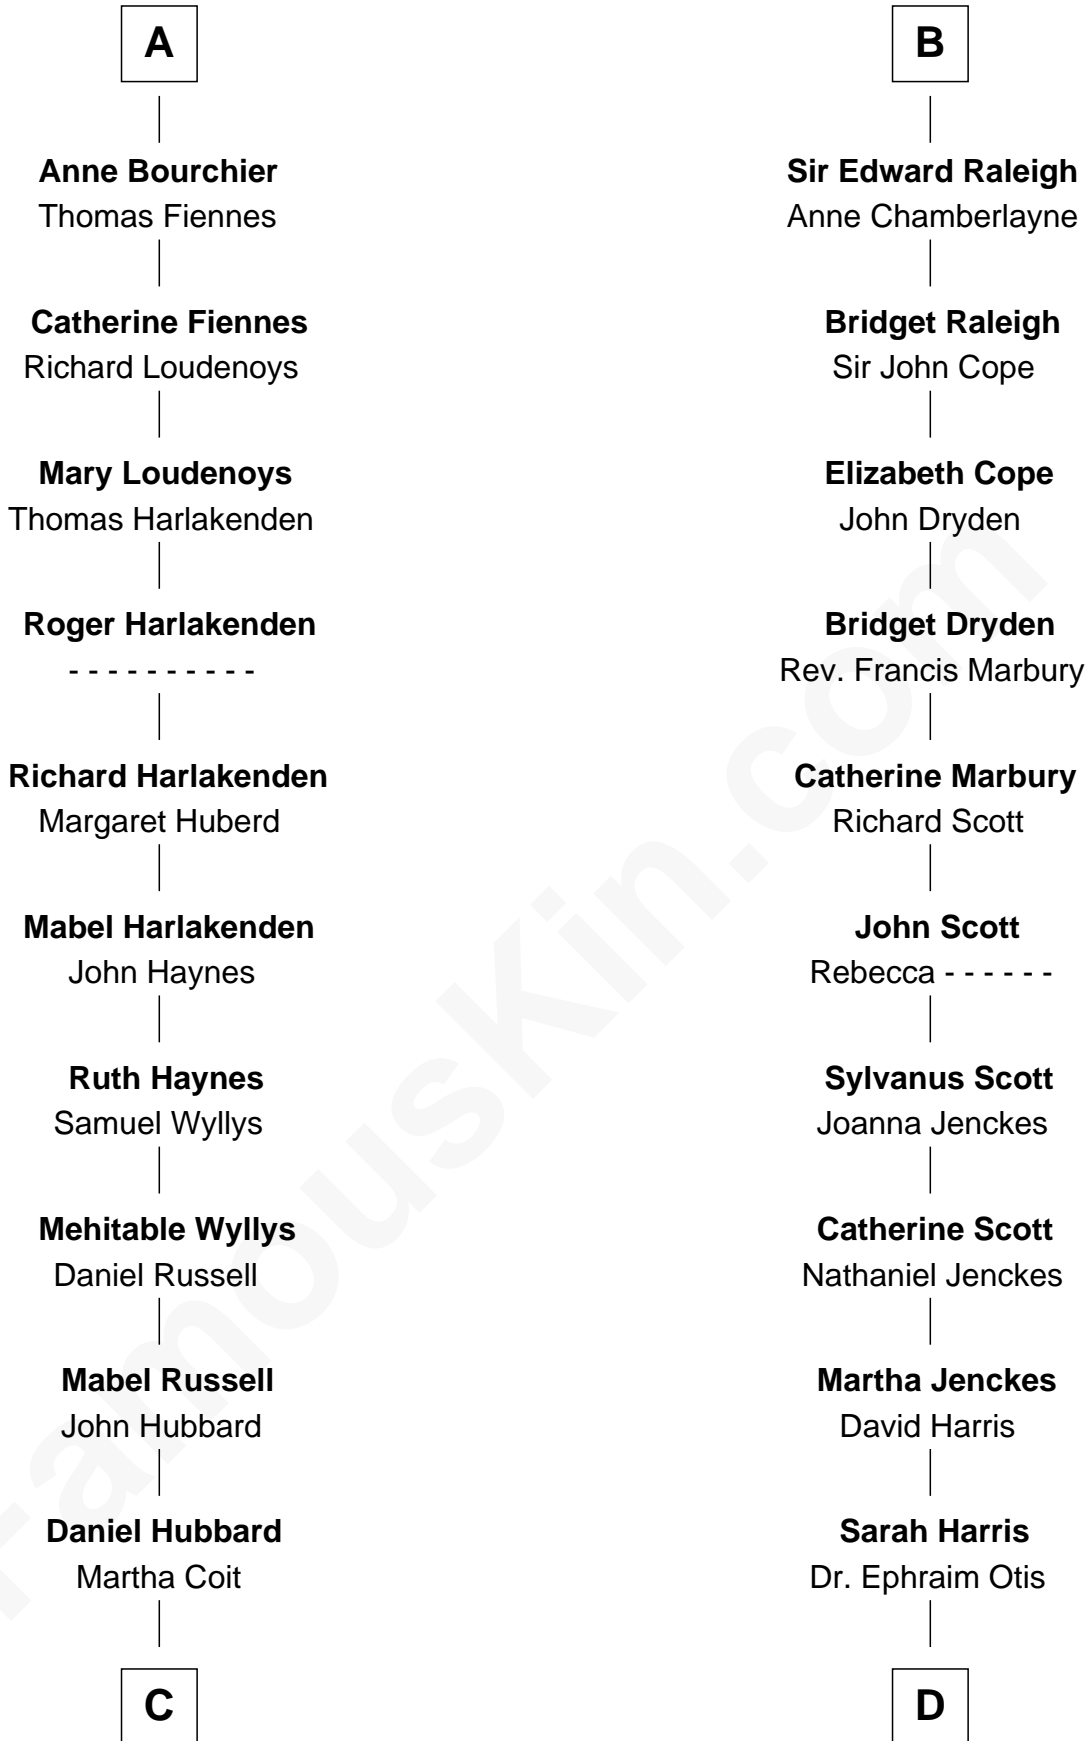 A
Anne Bourchier
Thomas Fiennes
Catherine Fiennes
Richard Loudenoys
Mary Loudenoys
Thomas Harlakenden
Roger Harlakenden
- - - - - - - - - -
Richard Harlakenden
Margaret Huberd
Mabel Harlakenden
John Haynes
Ruth Haynes
Samuel Wyllys
Mehitable Wyllys
Daniel Russell
Mabel Russell
John Hubbard
Daniel Hubbard
Martha Coit
C
B
Sir Edward Raleigh
Anne Chamberlayne
Bridget Raleigh
Sir John Cope
Elizabeth Cope
John Dryden
Bridget Dryden
Rev. Francis Marbury
Catherine Marbury
Richard Scott
John Scott
Rebecca - - - - - -
Sylvanus Scott
Joanna Jenckes
Catherine Scott
Nathaniel Jenckes
Martha Jenckes
David Harris
Sarah Harris
Dr. Ephraim Otis
D
FamousKin.com